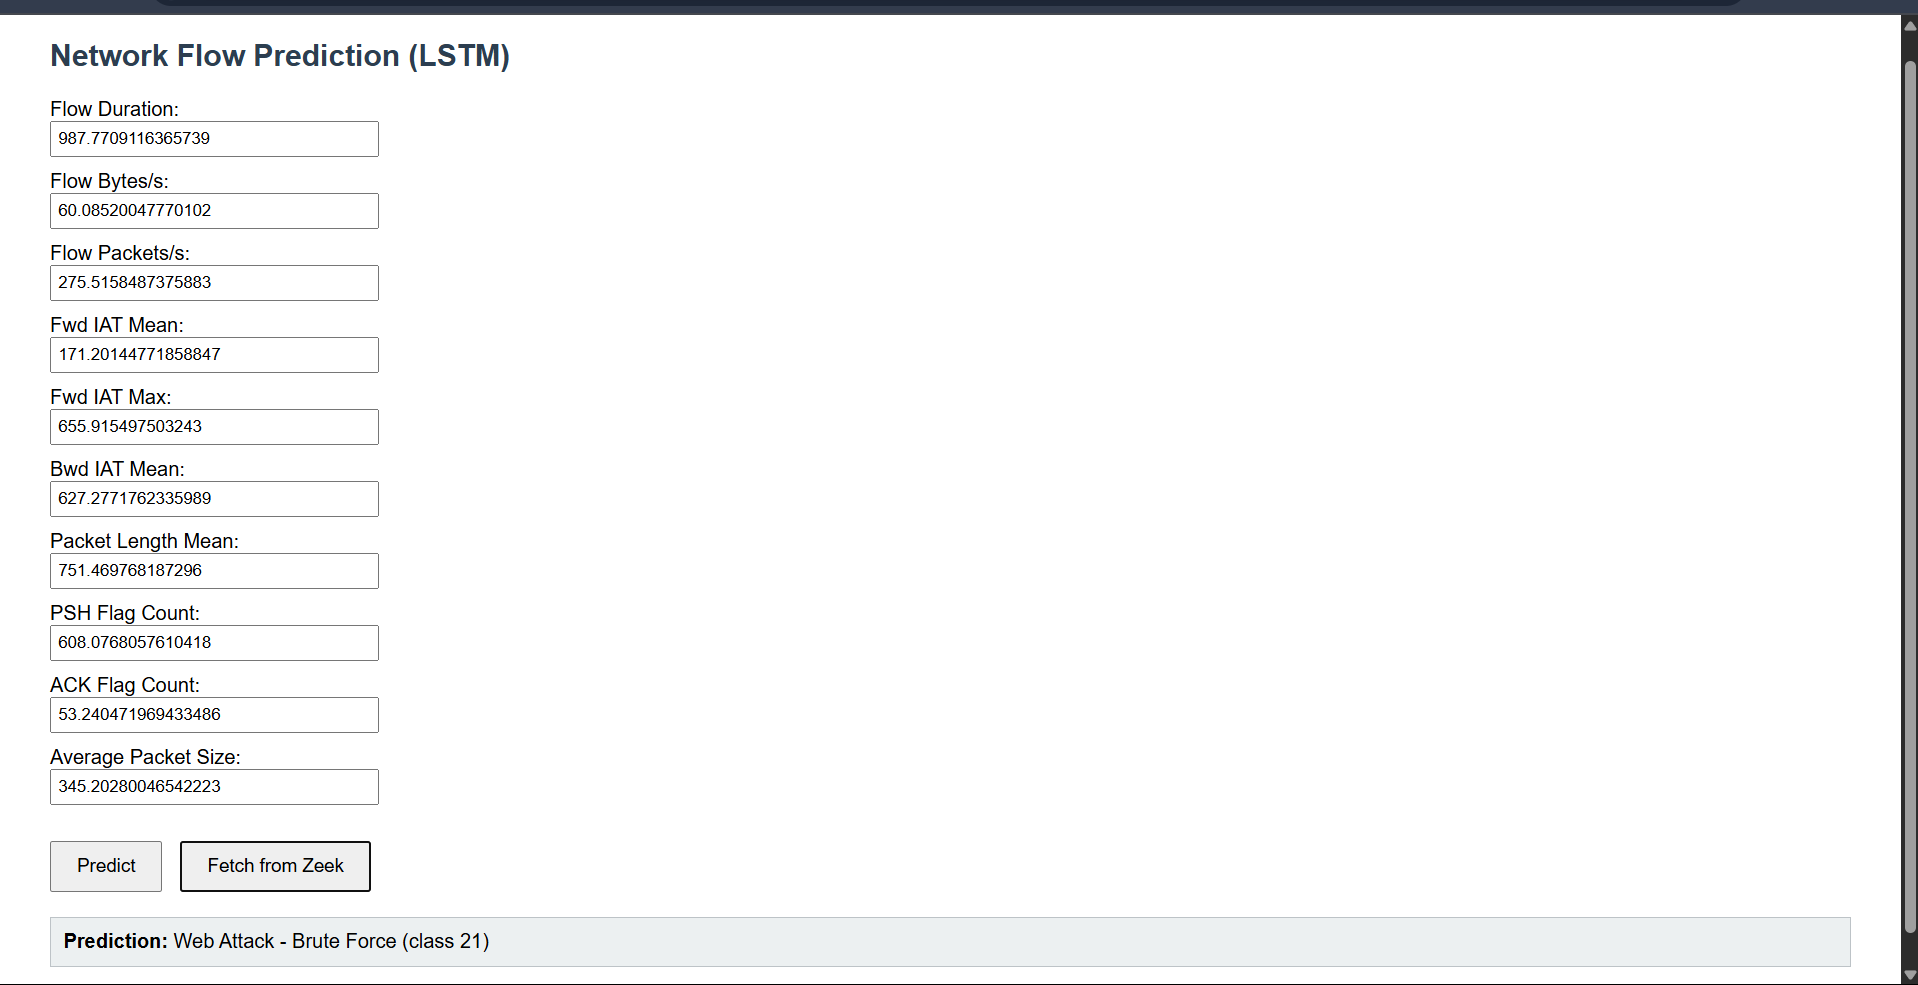 Network Flow Prediction (LSTM)
Flow Duration:
987.7709116365739
Flow Bytes/s:
60.08520047770102
Flow Packets/s:
275.5158487375883
Fwd IAT Mean:
171.20144771858847
Fwd IAT Max:
655.915497503243
Bwd IAT Mean:
627.2771762335989
Packet Length Mean:
751.469768187296
PSH Flag Count:
608.0768057610418
ACK Flag Count:
53.240471969433486
Average Packet Size:
345.20280046542223
Predict Fetch from Zeek
Prediction: Web Attack - Brute Force (class 21)